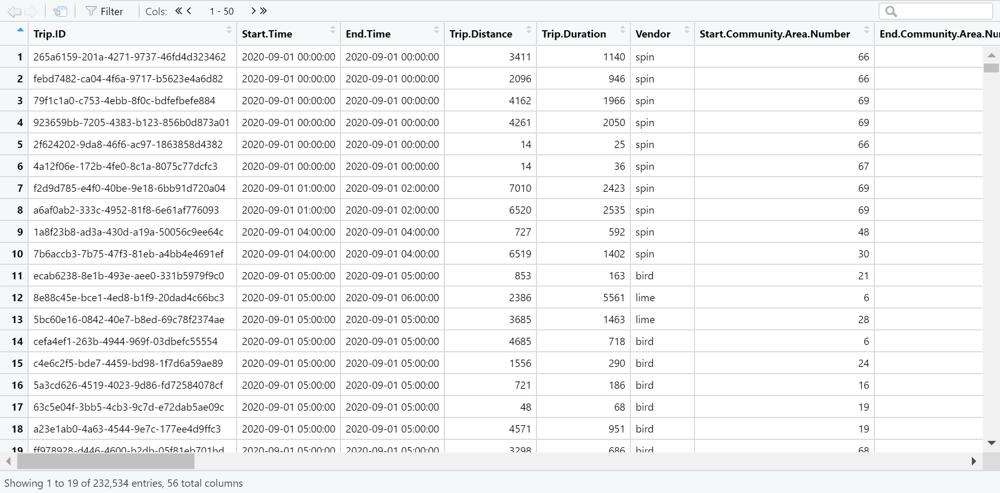 Filter Cols: 1 - 50
Trip.ID Start.Time End.Time Trip.Distance Trip.Duration Vendor Start.Community.Area.Number End.Community.Area.Nu
1 265a6159-201a-4271-9737-46fd4d323462 2020-09-01 00:00:00 2020-09-01 00:00:00 3411 1140 spin 66
2 febd7482-ca04-4f6a-9717-b5623e4a6d82 2020-09-01 00:00:00 2020-09-01 00:00:00 2096 946 spin 66
3 79f1c1a0-c753-4ebb-8f0c-bdfefbefe884 2020-09-01 00:00:00 2020-09-01 00:00:00 4162 1966 spin 69
4 923659bb-7205-4383-b123-856b0d873a01 2020-09-01 00:00:00 2020-09-01 00:00:00 4261 2050 spin 69
5 2f624202-9da8-46f6-ac97-1863858d4382 2020-09-01 00:00:00 2020-09-01 00:00:00 14 25 spin 66
6 4a12f06e-172b-4fe0-8c1a-8075c77dcfc3 2020-09-01 00:00:00 2020-09-01 00:00:00 14 36 spin 67
7 f2d9d785-e4f0-40be-9e18-6bb91d720a04 2020-09-01 01:00:00 2020-09-01 02:00:00 7010 2423 spin 69
8 a6af0ab2-333c-4952-81f8-6e61af776093 2020-09-01 01:00:00 2020-09-01 02:00:00 6520 2535 spin 69
9 1a8f23b8-ad3a-430d-a19a-50056c9ee64c 2020-09-01 04:00:00 2020-09-01 04:00:00 727 592 spin 48
10 7b6accb3-7b75-47f3-81eb-a4bb4e4691ef 2020-09-01 04:00:00 2020-09-01 04:00:00 6519 1402 spin 30
11 ecab6238-8e1b-493e-aee0-331b5979f9c0 2020-09-01 05:00:00 2020-09-01 05:00:00 853 163 bird 21
12 8e88c45e-bce1-4ed8-b1f9-20dad4c66bc3 2020-09-01 05:00:00 2020-09-01 06:00:00 2386 5561 lime 6
13 5bc60e16-0842-40e7-b8ed-69c78f2374ae 2020-09-01 05:00:00 2020-09-01 05:00:00 3685 1463 lime 28
14 cefa4ef1-263b-4944-969f-03dbefc55554 2020-09-01 05:00:00 2020-09-01 05:00:00 4685 718 bird 6
15 c4e6c2f5-bde7-4459-bd98-1f7d6a59ae89 2020-09-01 05:00:00 2020-09-01 05:00:00 1556 290 bird 24
16 5a3cd626-4519-4023-9d86-fd72584078cf 2020-09-01 05:00:00 2020-09-01 05:00:00 721 186 bird 16
17 63c5e04f-3bb5-4cb3-9c7d-e72dab5ae09c 2020-09-01 05:00:00 2020-09-01 05:00:00 48 68 bird 19
18 a23e1ab0-4a63-4544-9e7c-177ee4d9ffc3 2020-09-01 05:00:00 2020-09-01 05:00:00 4571 951 bird 19
19 ff978928-d446-4600-b2db-05f81eb701bd 2020-09-01 05:00:00 2020-09-01 05:00:00 3298 686 bird 68
Showing 1 to 19 of 232,534 entries, 56 total columns